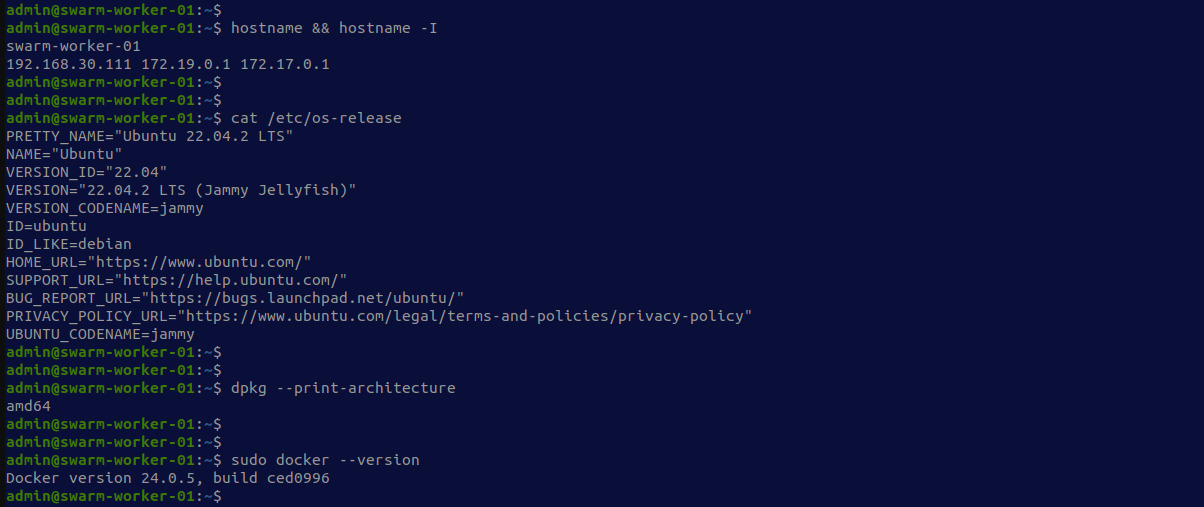 admin@swarm-worker-01:~$
admin@swarm-worker-01:~$ hostname && hostname -I
swarm-worker-01
192.168.30.111 172.19.0.1 172.17.0.1
admin@swarm-worker-01:~$
admin@swarm-worker-01:~$
admin@swarm-worker-01:~$ cat /etc/os-release
PRETTY_NAME="Ubuntu 22.04.2 LTS"
NAME="Ubuntu"
VERSION_ID="22.04"
VERSION="22.04.2 LTS (Jammy Jellyfish)"
VERSION_CODENAME=jammy
ID=ubuntu
ID_LIKE=debian
HOME_URL="https://www.ubuntu.com/"
SUPPORT_URL="https://help.ubuntu.com/"
BUG_REPORT_URL="https://bugs.launchpad.net/ubuntu/"
PRIVACY_POLICY_URL="https://www.ubuntu.com/legal/terms-and-policies/privacy-policy"
UBUNTU_CODENAME=jammy
admin@swarm-worker-01:~$
admin@swarm-worker-01:~$
admin@swarm-worker-01:~$ dpkg --print-architecture
amd64
admin@swarm-worker-01:~$
admin@swarm-worker-01:~$
admin@swarm-worker-01:~$ sudo docker --version
Docker version 24.0.5, build ced0996
admin@swarm-worker-01:~$